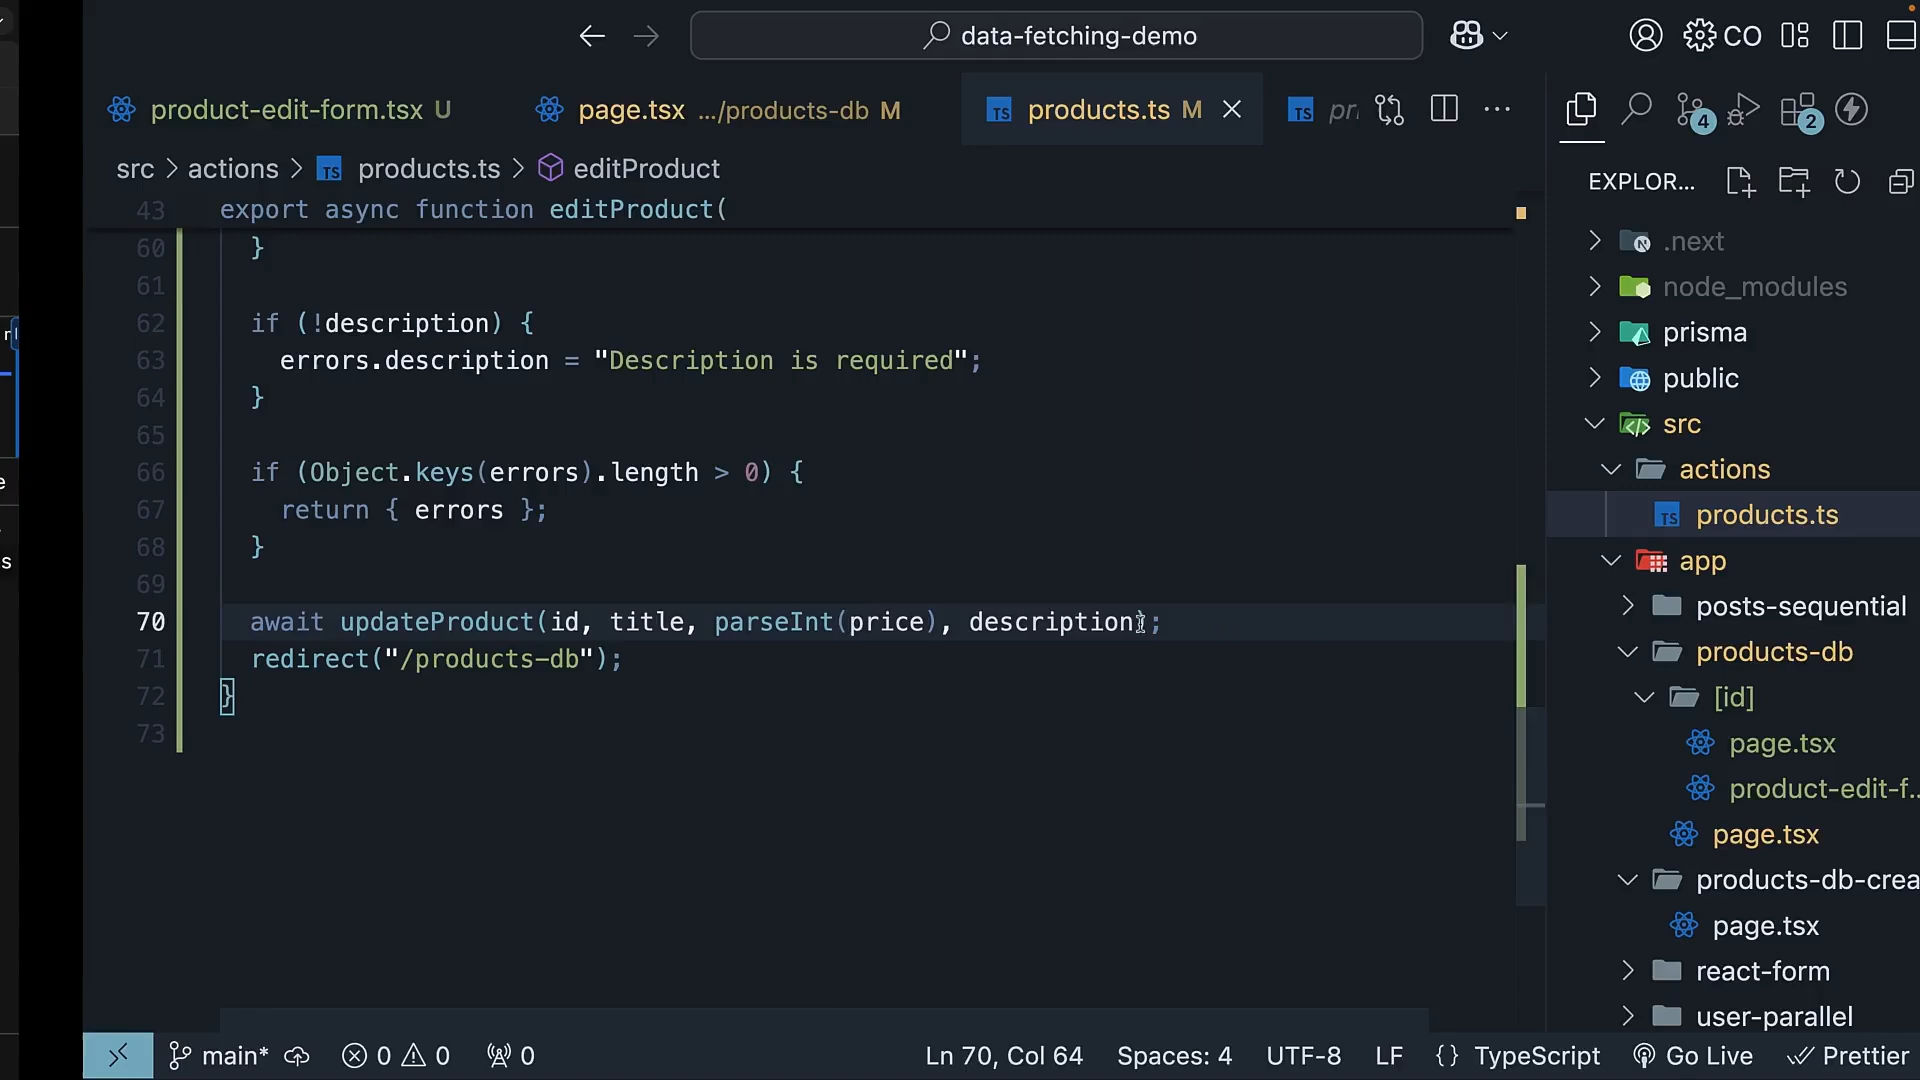 data-fetching-demo
CO
product-edit-form.tsx U
page.tsx .../products-db M
products.ts M
src > actions > TS products.ts > editProduct
43 export async function editProduct(
60 }
61
62 if (!description) {
63 errors.description = "Description is required";
64 }
65
66 if (Object.keys(errors).length > 0) {
67 return { errors };
68 }
69
70 await updateProduct(id, title, parseInt(price), description);
71 redirect("/products-db");
72 }
73
4
2
EXPLOR...
.next
node_modules
prisma
public
src
actions
TS products.ts
app
posts-sequential
products-db
[id]
page.tsx
product-edit-f..
page.tsx
products-db-crea
page.tsx
react-form
user-parallel
main* 0 0 0
Ln 70, Col 64 Spaces: 4 UTF-8 LF {} TypeScript Go Live Prettier